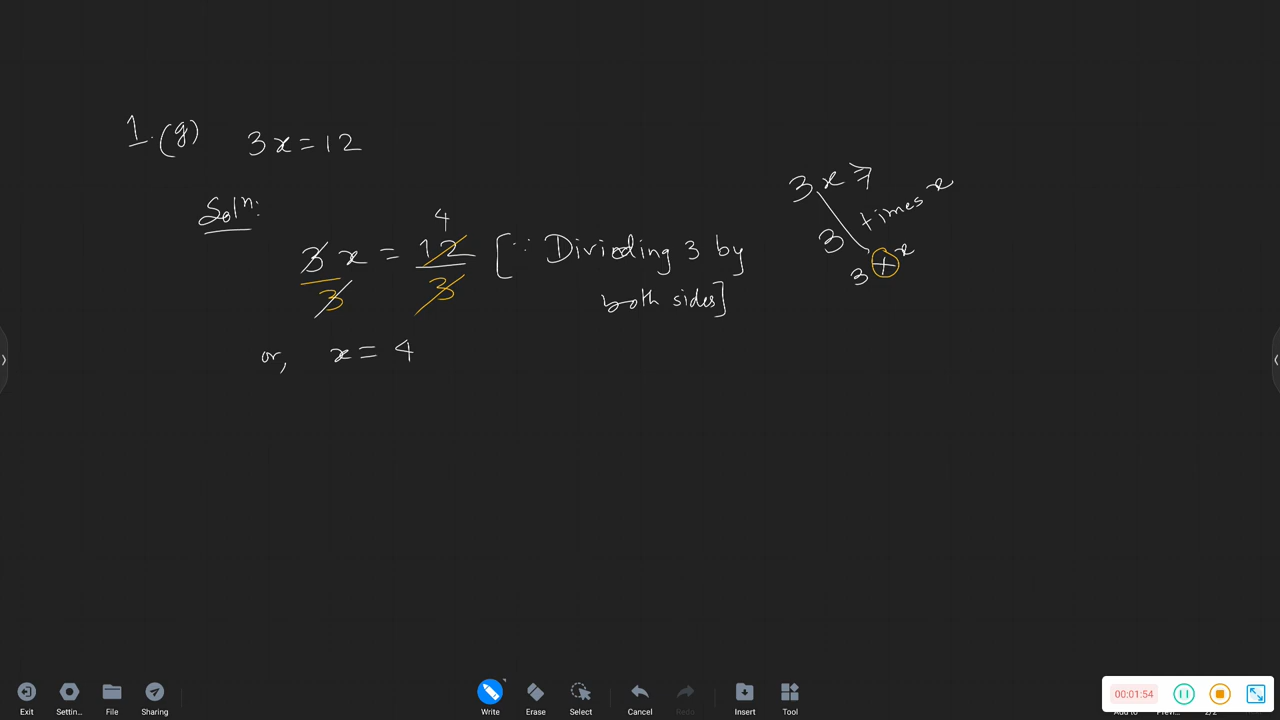 1.(g) 3x=12
Solⁿ:
4
3x = 12 [∵ Dividing 3 by
3 3 both sides]
or, x = 4
3x ⇒
3 times x
3 + x
Exit Settin... File Sharing Write Erase Select Cancel Redo Insert Tool
00:01:54